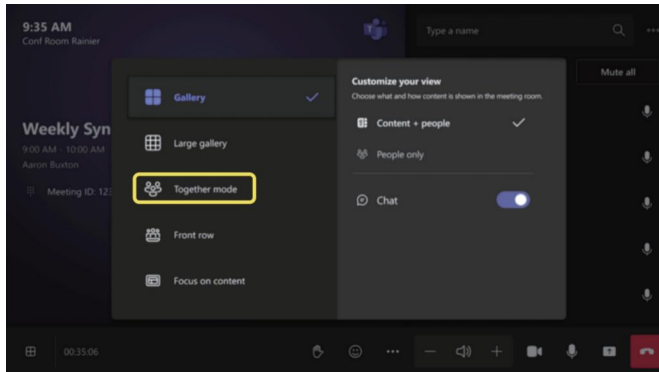 9:35 AM
Conf Room Rainier
Type a name
Mute all
Weekly Syn
9:00 AM - 10:00 AM
Aaron Buxton
Meeting ID: 123
Gallery
Large gallery
Together mode
Front row
Focus on content
Customize your view
Choose what and how content is shown in the meeting room.
Content + people
People only
Chat
00:35:06